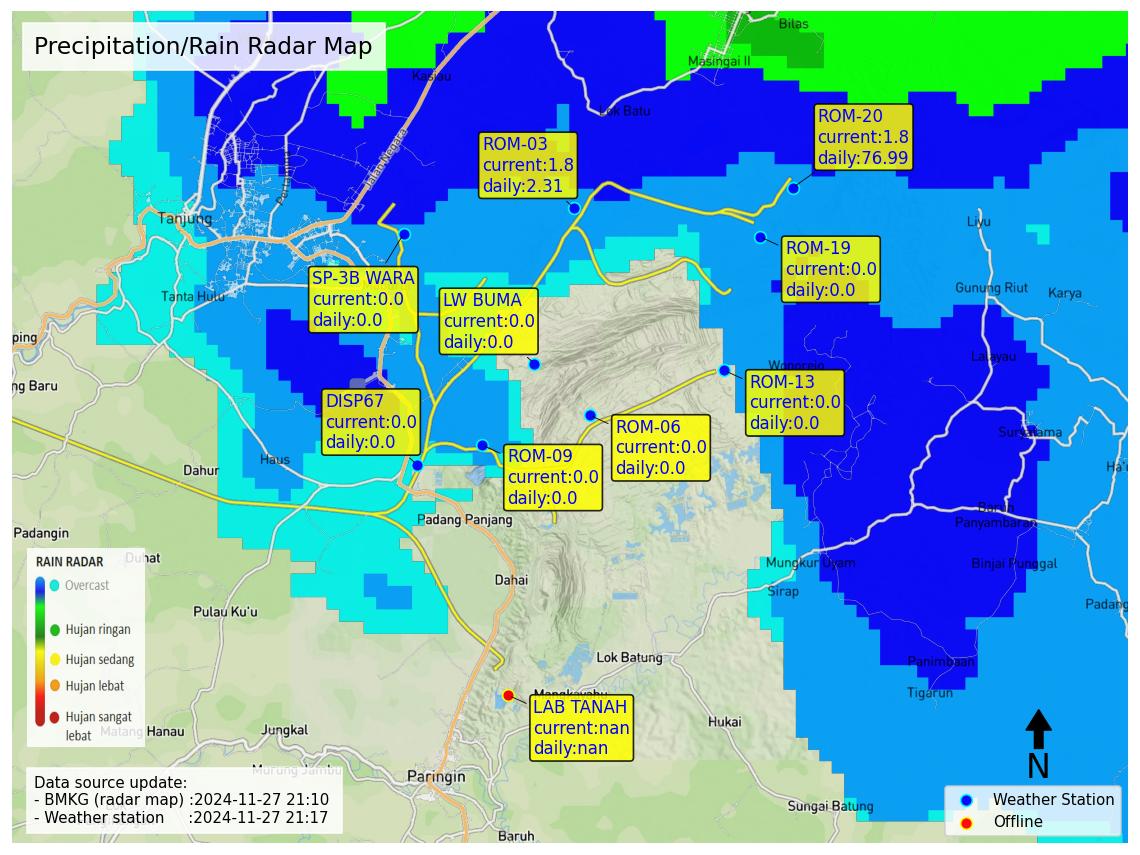 Precipitation/Rain Radar Map
Bilas
Masingai II
Kasiau
Lok Batu
Jalan Negara
ROM-20
current:1.8
daily:76.99
ROM-03
current:1.8
daily:2.31
Tanjung
Liyu
ROM-19
current:0.0
daily:0.0
SP-3B WARA
current:0.0
daily:0.0
LW BUMA
current:0.0
daily:0.0
Tanta Hulu
Gunung Riut
Karya
ping
Lalayau
Wonorejo
ng Baru
ROM-13
current:0.0
daily:0.0
DISP67
current:0.0
daily:0.0
ROM-06
current:0.0
daily:0.0
Suryatama
ROM-09
current:0.0
daily:0.0
Haus
Dahur
Ha'u
Padang Panjang
Baruh
Panyambaran
Padangin
Duhat
Mungkur Uyam
Binjai Punggal
Dahai
Sirap
Pulau Ku'u
Padang
RAIN RADAR
Overcast
Hujan ringan
Hujan sedang
Hujan lebat
Hujan sangat
lebat
Lok Batung
Panimbaan
Tigarun
Mangkayahu
LAB TANAH
current:nan
daily:nan
Hukai
Matang Hanau
Jungkal
Murung Jambu
Paringin
N
Data source update:
- BMKG (radar map) :2024-11-27 21:10
- Weather station :2024-11-27 21:17
Sungai Batung
Baruh
Weather Station
Offline